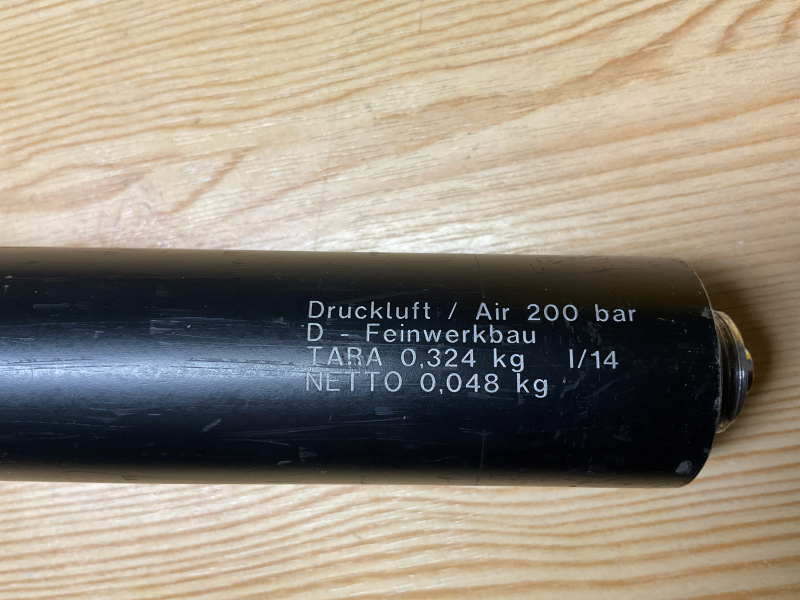 Druckluft / Air 200 bar
D - Feinwerkbau
TARA 0,324 kg I/14
NETTO 0,048 kg